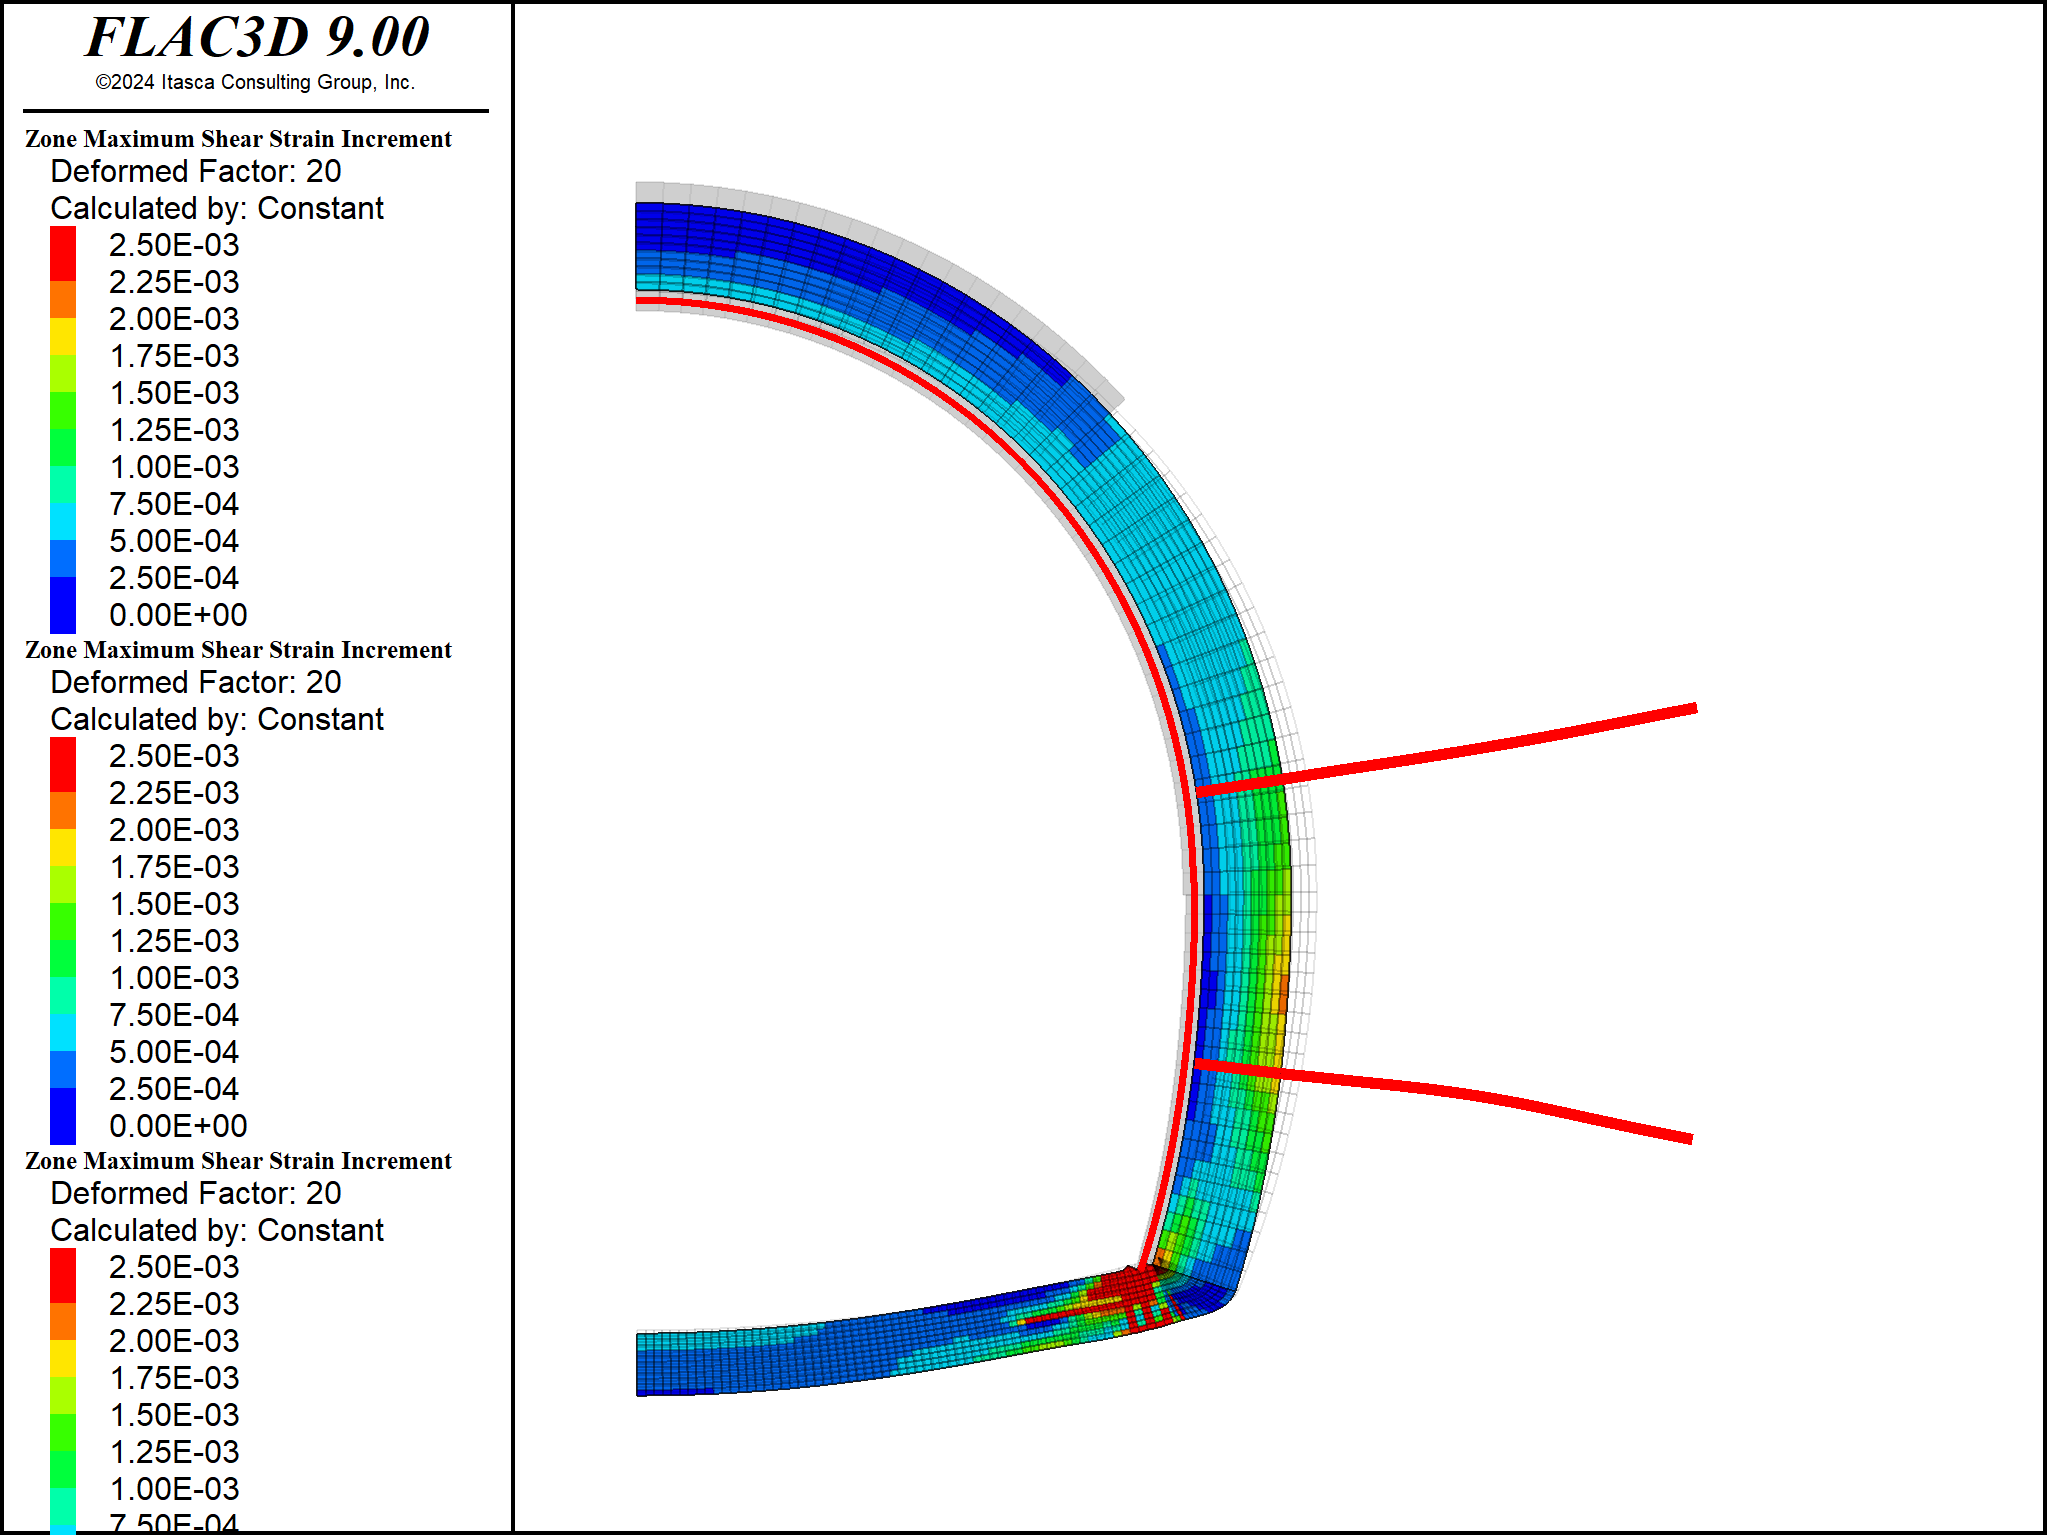 FLAC3D 9.00
©2024 Itasca Consulting Group, Inc.
Zone Maximum Shear Strain Increment
Deformed Factor: 20
Calculated by: Constant
2.50E-03
2.25E-03
2.00E-03
1.75E-03
1.50E-03
1.25E-03
1.00E-03
7.50E-04
5.00E-04
2.50E-04
0.00E+00
Zone Maximum Shear Strain Increment
Deformed Factor: 20
Calculated by: Constant
2.50E-03
2.25E-03
2.00E-03
1.75E-03
1.50E-03
1.25E-03
1.00E-03
7.50E-04
5.00E-04
2.50E-04
0.00E+00
Zone Maximum Shear Strain Increment
Deformed Factor: 20
Calculated by: Constant
2.50E-03
2.25E-03
2.00E-03
1.75E-03
1.50E-03
1.25E-03
1.00E-03
7.50E-04